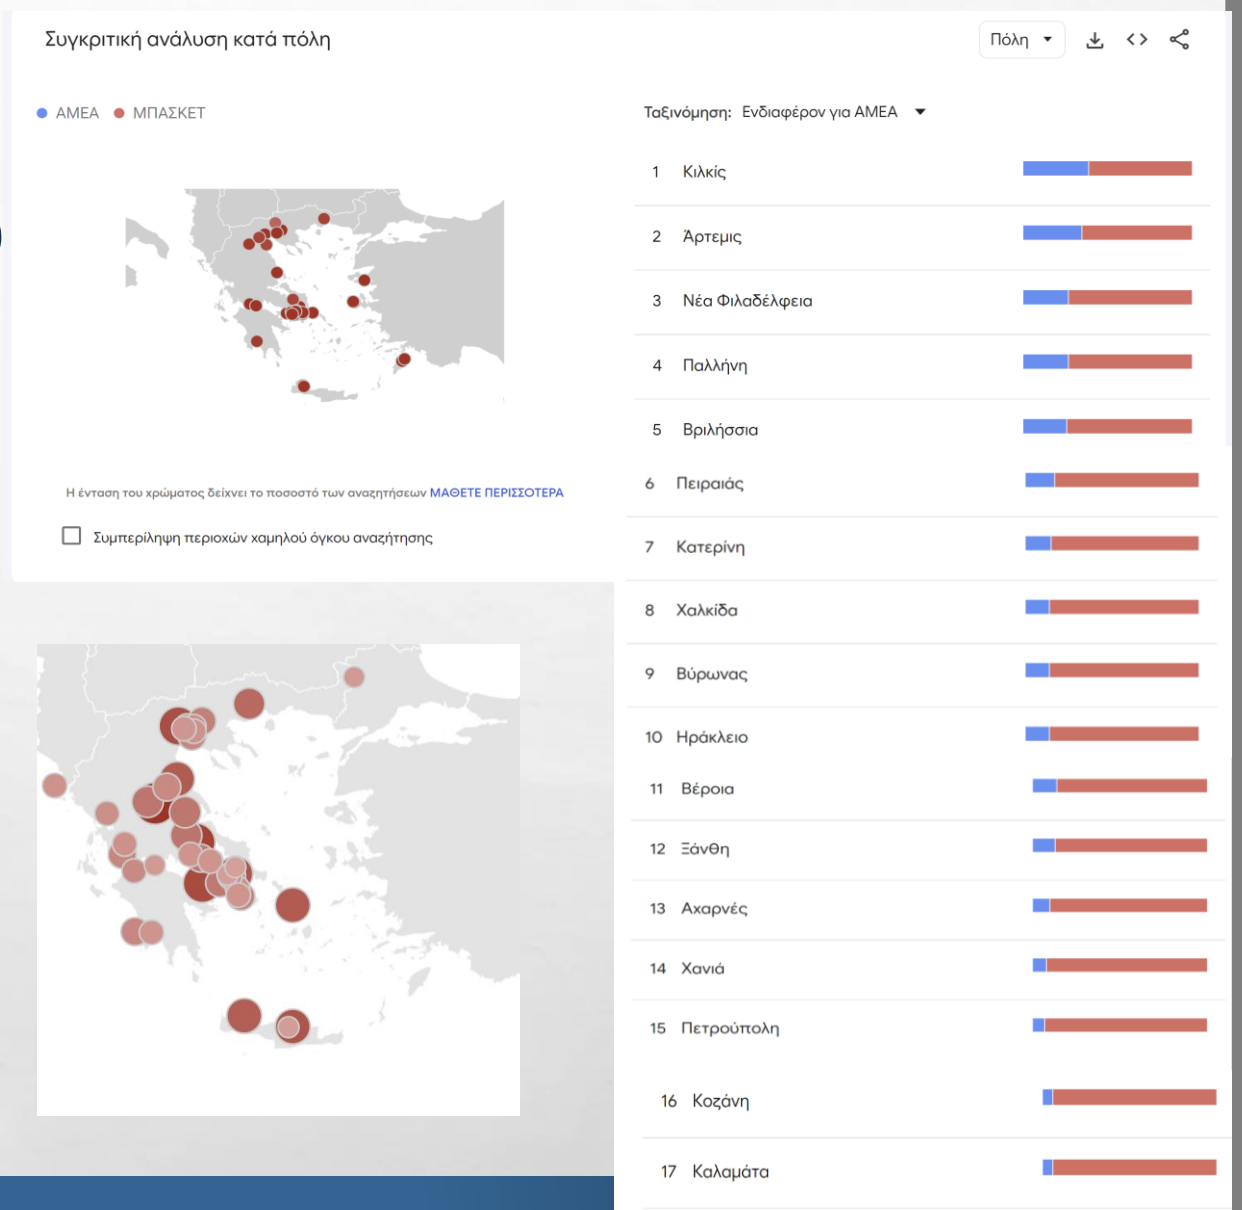 Συγκριτική ανάλυση κατά πόλη
Πόλη
ΑΜΕΑ ΜΠΑΣΚΕΤ
Ταξινόμηση: Ενδιαφέρον για ΑΜΕΑ
1 Κιλκίς
2 Άρτεμις
3 Νέα Φιλαδέλφεια
4 Παλλήνη
5 Βριλήσσια
6 Πειραιάς
7 Κατερίνη
8 Χαλκίδα
9 Βύρωνας
10 Ηράκλειο
11 Βέροια
12 Ξάνθη
13 Αχαρνές
14 Χανιά
15 Πετρούπολη
16 Κοζάνη
17 Καλαμάτα
Η ένταση του χρώματος δείχνει το ποσοστό των αναζητήσεων ΜΑΘΕΤΕ ΠΕΡΙΣΣΟΤΕΡΑ
Συμπερίληψη περιοχών χαμηλού όγκου αναζήτησης